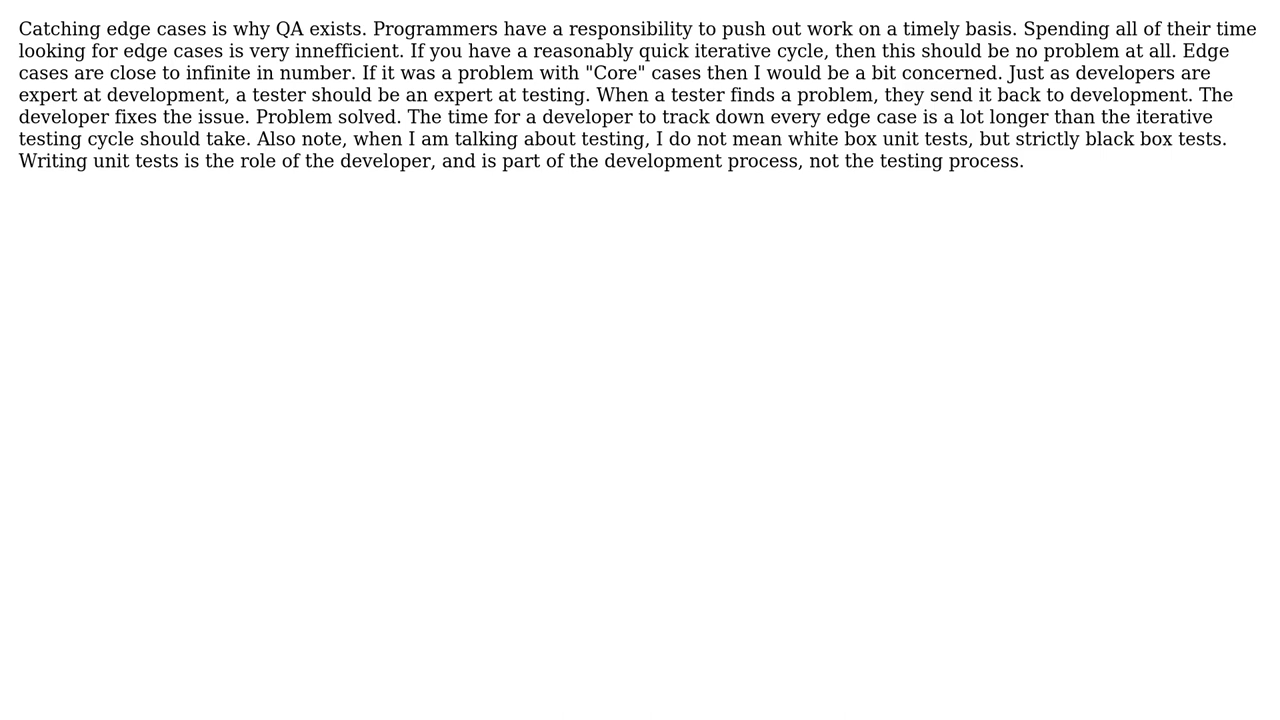 Catching edge cases is why QA exists. Programmers have a responsibility to push out work on a timely basis. Spending all of their time
looking for edge cases is very innefficient. If you have a reasonably quick iterative cycle, then this should be no problem at all. Edge
cases are close to infinite in number. If it was a problem with "Core" cases then I would be a bit concerned. Just as developers are
expert at development, a tester should be an expert at testing. When a tester finds a problem, they send it back to development. The
developer fixes the issue. Problem solved. The time for a developer to track down every edge case is a lot longer than the iterative
testing cycle should take. Also note, when I am talking about testing, I do not mean white box unit tests, but strictly black box tests.
Writing unit tests is the role of the developer, and is part of the development process, not the testing process.